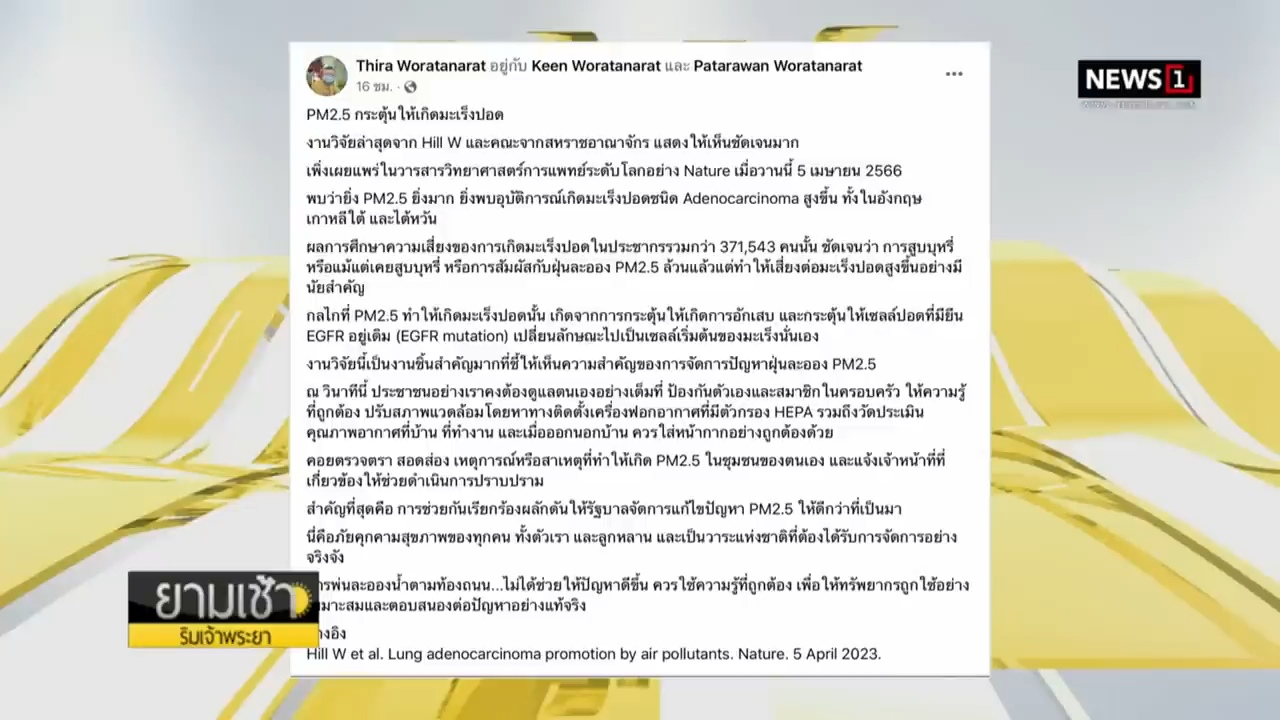 Thira Woratanarat อยู่กับ Keen Woratanarat และ Patarawan Woratanarat
16 ชม. ·
NEWS 1
PM2.5 กระตุ้นให้เกิดมะเร็งปอด
งานวิจัยล่าสุดจาก Hill W และคณะจากสหราชอาณาจักร แสดงให้เห็นชัดเจนมาก
เพิ่งเผยแพร่ในวารสารวิทยาศาสตร์การแพทย์ระดับโลกอย่าง Nature เมื่อวานนี้ 5 เมษายน 2566
พบว่ายิ่ง PM2.5 ยิ่งมาก ยิ่งพบอุบัติการณ์เกิดมะเร็งปอดชนิด Adenocarcinoma สูงขึ้น ทั้งในอังกฤษ
เกาหลีใต้ และไต้หวัน
ผลการศึกษาความเสี่ยงของการเกิดมะเร็งปอดในประชากรรวมกว่า 371,543 คนนั้น ชัดเจนว่า การสูบบุหรี่
หรือแม้แต่เคยสูบบุหรี่ หรือการสัมผัสกับฝุ่นละออง PM2.5 ล้วนแล้วแต่ทำให้เสี่ยงต่อมะเร็งปอดสูงขึ้นอย่างมี
นัยสำคัญ
กลไกที่ PM2.5 ทำให้เกิดมะเร็งปอดนั้น เกิดจากการกระตุ้นให้เกิดการอักเสบ และกระตุ้นให้เซลล์ปอดที่มียีน
EGFR อยู่เดิม (EGFR mutation) เปลี่ยนลักษณะไปเป็นเซลล์เริ่มต้นของมะเร็งนั่นเอง
งานวิจัยนี้เป็นงานชิ้นสำคัญมากที่ชี้ให้เห็นความสำคัญของการจัดการปัญหาฝุ่นละออง PM2.5
ณ วินาทีนี้ ประชาชนอย่างเราคงต้องดูแลตนเองอย่างเต็มที่ ป้องกันตัวเองและสมาชิกในครอบครัว ให้ความรู้
ที่ถูกต้อง ปรับสภาพแวดล้อมโดยหาทางติดตั้งเครื่องฟอกอากาศที่มีตัวกรอง HEPA รวมถึงวัดประเมิน
คุณภาพอากาศที่บ้าน ที่ทำงาน และเมื่อออกนอกบ้าน ควรใส่หน้ากากอย่างถูกต้องด้วย
คอยตรวจตรา สอดส่อง เหตุการณ์หรือสาเหตุที่ทำให้เกิด PM2.5 ในชุมชนของตนเอง และแจ้งเจ้าหน้าที่ที่
เกี่ยวข้องให้ช่วยดำเนินการปราบปราม
สำคัญที่สุดคือ การช่วยกันเรียกร้องผลักดันให้รัฐบาลจัดการแก้ไขปัญหา PM2.5 ให้ดีกว่าที่เป็นมา
นี่คือภัยคุกคามสุขภาพของทุกคน ทั้งตัวเรา และลูกหลาน และเป็นวาระแห่งชาติที่ต้องได้รับการจัดการอย่าง
จริงจัง
ารพ่นละอองน้ำตามท้องถนน...ไม่ได้ช่วยให้ปัญหาดีขึ้น ควรใช้ความรู้ที่ถูกต้อง เพื่อให้ทรัพยากรถูกใช้อย่าง
หมาะสมและตอบสนองต่อปัญหาอย่างแท้จริง
างอิง
Hill W et al. Lung adenocarcinoma promotion by air pollutants. Nature. 5 April 2023.
ยามเช้า
ริมเจ้าพระยา